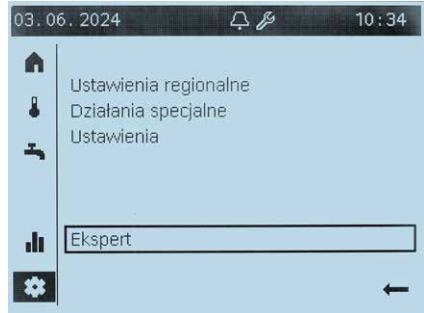 03.06.2024 10:34
Ustawienia regionalne
Działania specjalne
Ustawienia
Ekspert